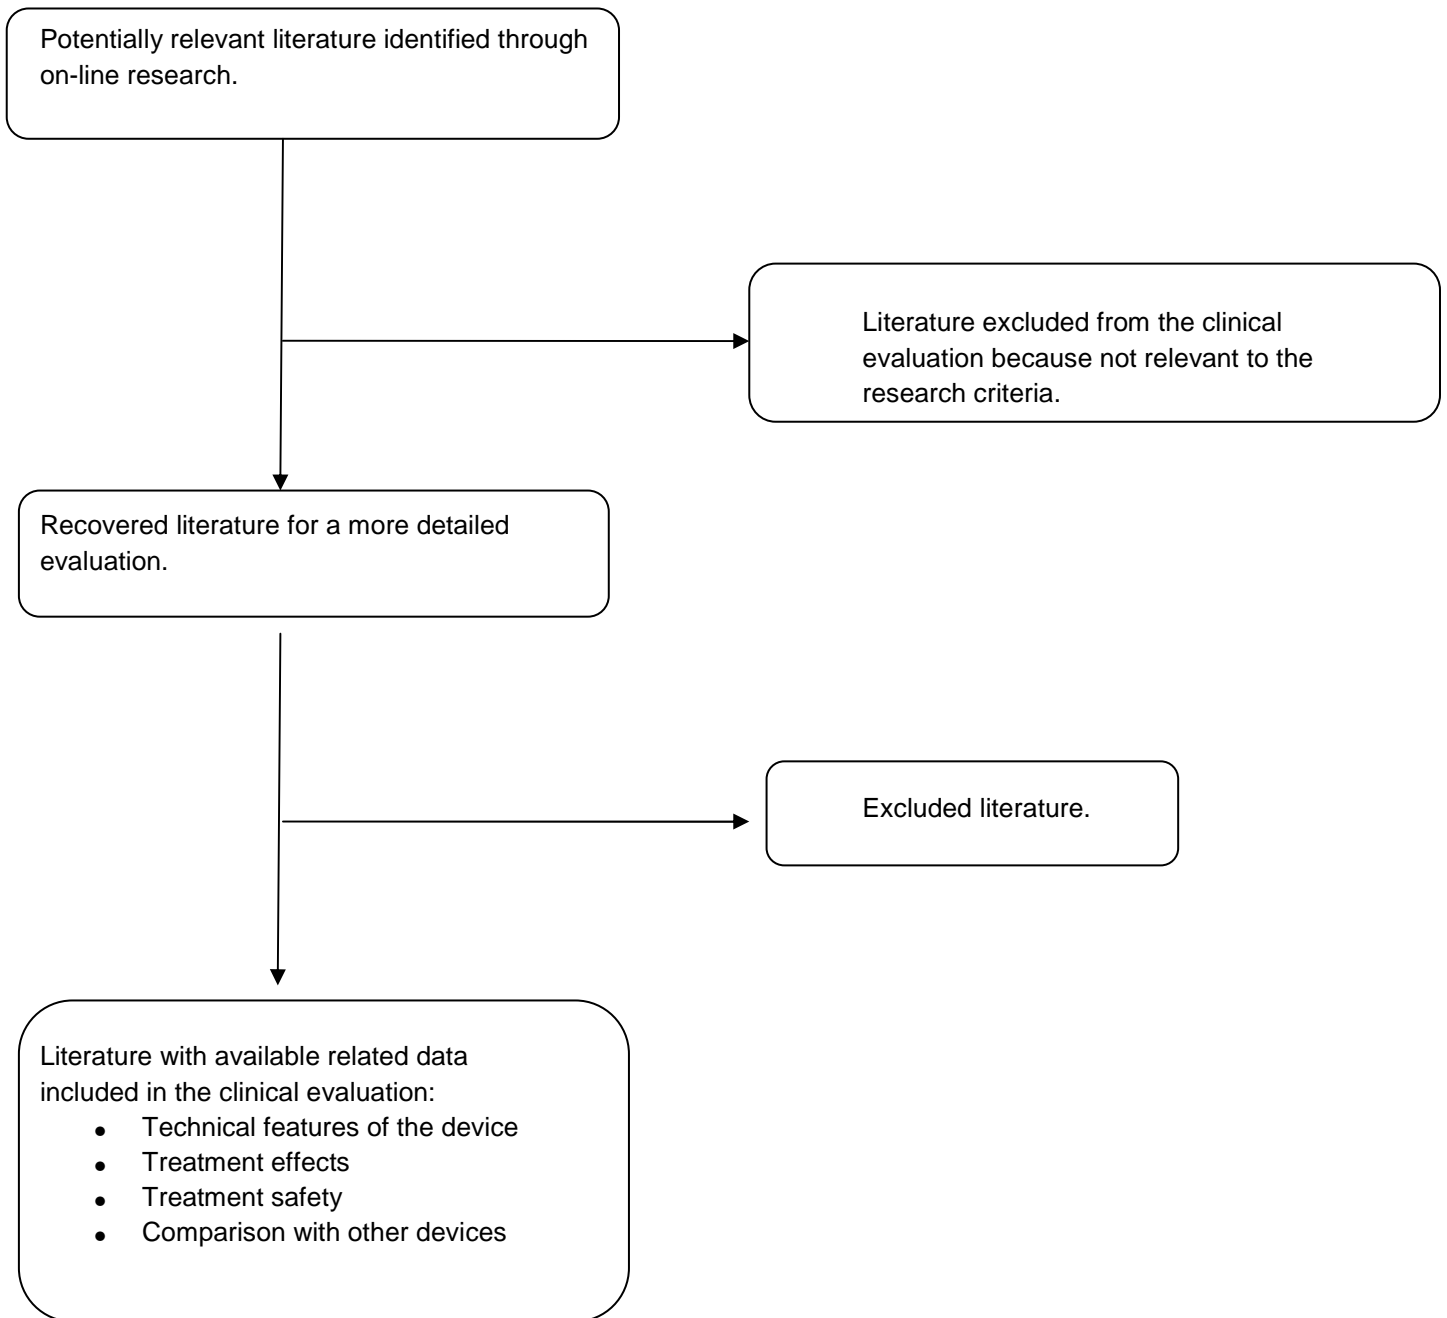 Potentially relevant literature identified through
on-line research.
Literature excluded from the clinical
evaluation because not relevant to the
research criteria.
Recovered literature for a more detailed
evaluation.
Excluded literature.
Literature with available related data
included in the clinical evaluation:
• Technical features of the device
• Treatment effects
• Treatment safety
• Comparison with other devices